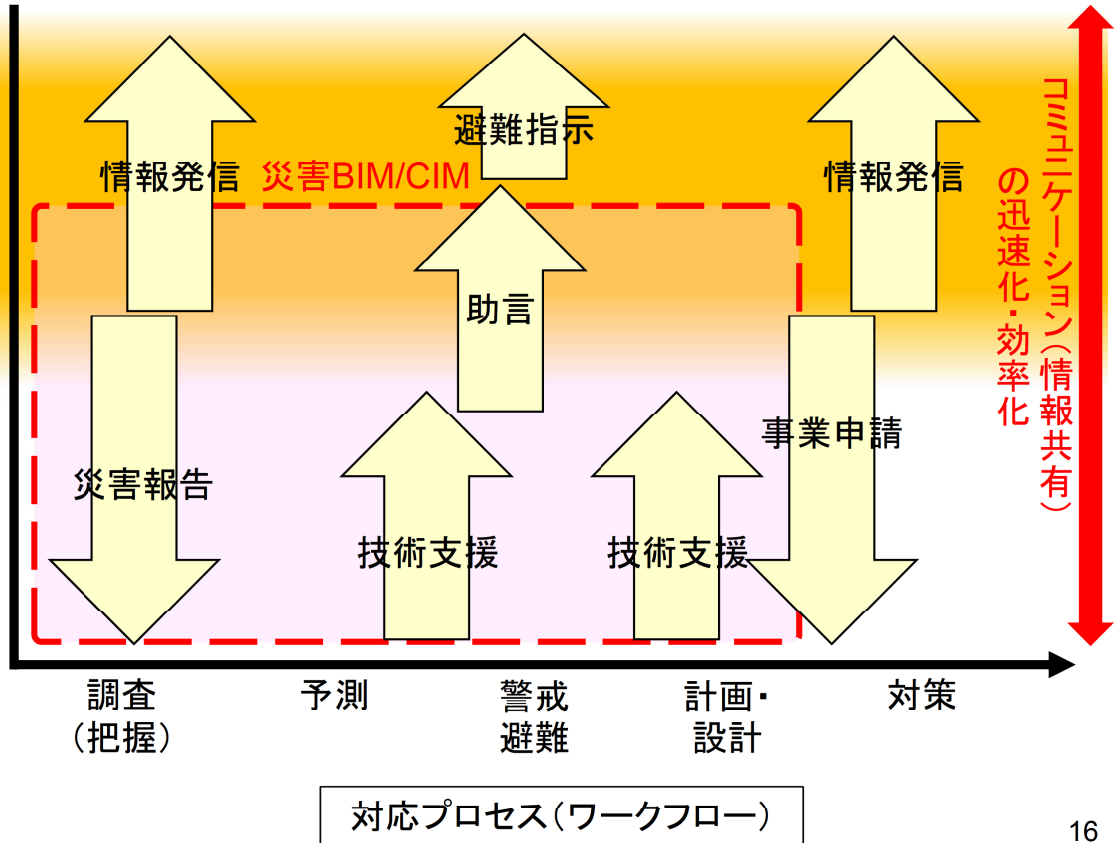 情報発信
災害BIM/CIM
避難指示
情報発信
助言
災害報告
技術支援
技術支援
事業申請
コミュニケーション(情報共有)
の迅速化・効率化
調査
(把握)
予測
警戒
避難
計画・
設計
対策
対応プロセス(ワークフロー)
16